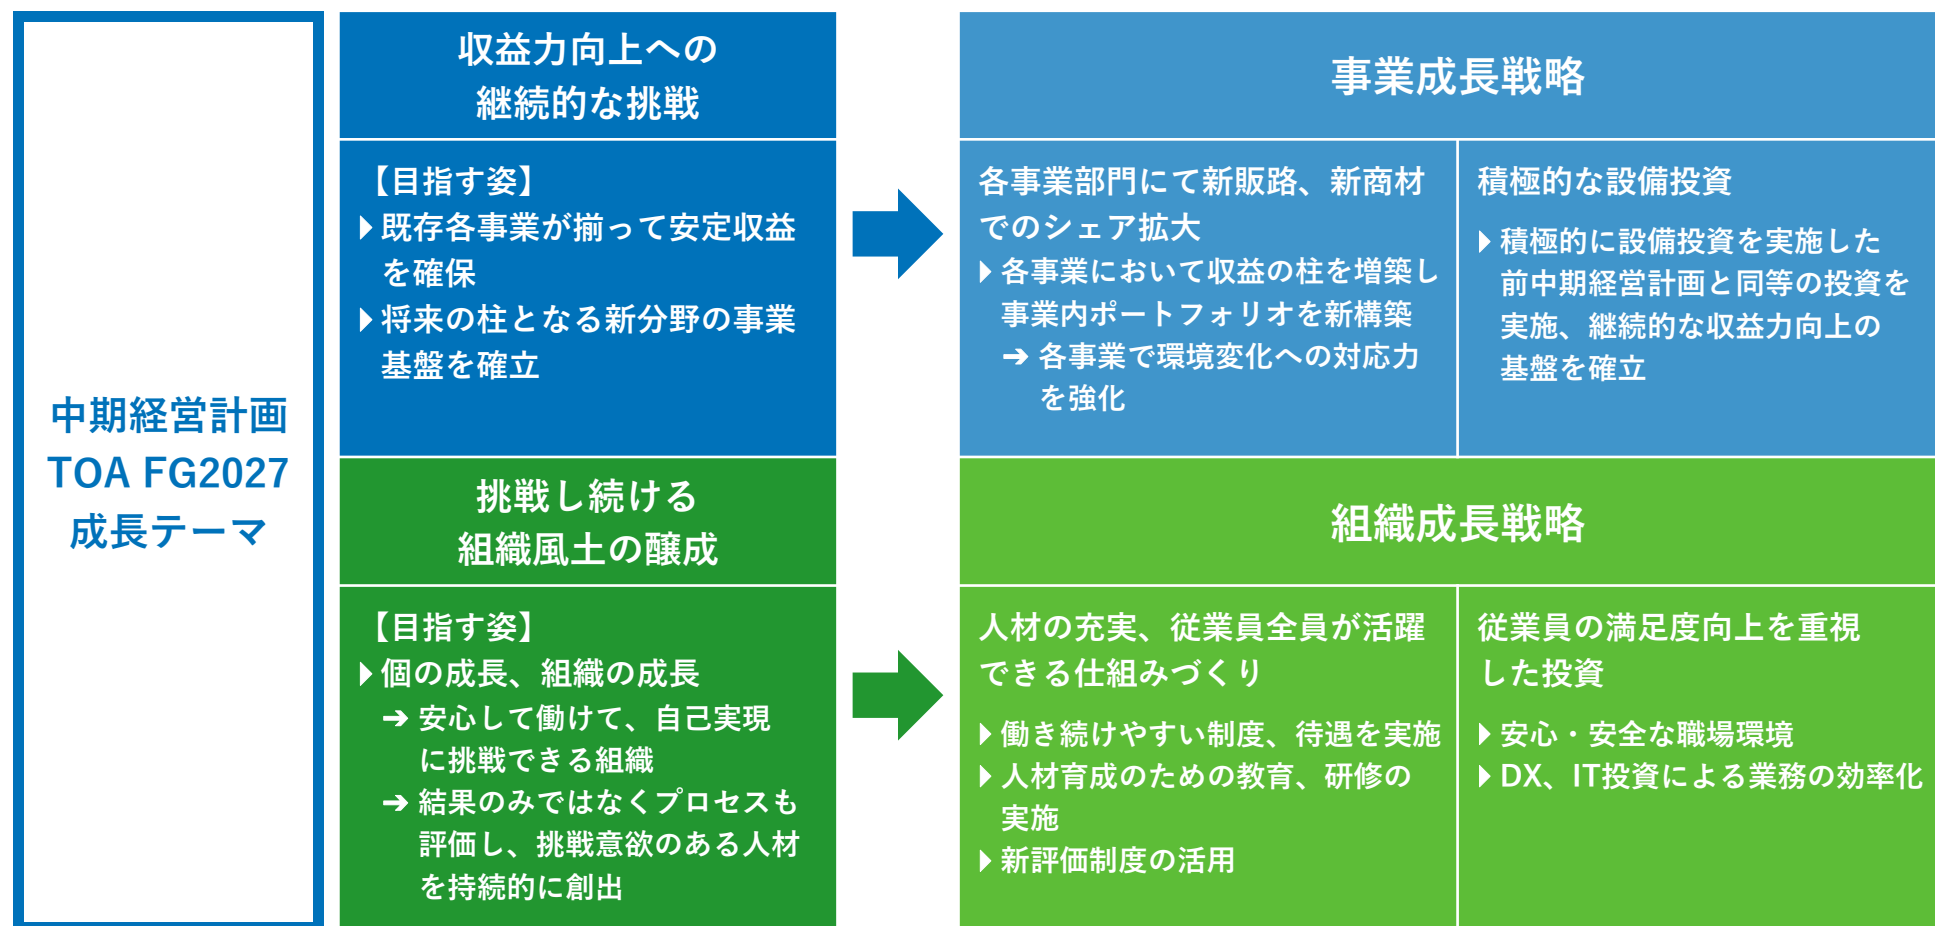 中期経営計画
TOA FG2027
成長テーマ
収益力向上への
継続的な挑戦
【目指す姿】
既存各事業が揃って安定収益
を確保
将来の柱となる新分野の事業
基盤を確立
事業成長戦略
各事業部門にて新販路、新商材
でのシェア拡大
各事業において収益の柱を増築し
事業内ポートフォリオを新構築
➔ 各事業で環境変化への対応力
を強化
積極的な設備投資
積極的に設備投資を実施した
前中期経営計画と同等の投資を
実施、継続的な収益力向上の
基盤を確立
挑戦し続ける
組織風土の醸成
【目指す姿】
個の成長、組織の成長
➔ 安心して働けて、自己実現
に挑戦できる組織
➔ 結果のみではなくプロセスも
評価し、挑戦意欲のある人材
を持続的に創出
組織成長戦略
人材の充実、従業員全員が活躍
できる仕組みづくり
働き続けやすい制度、待遇を実施
人材育成のための教育、研修の
実施
新評価制度の活用
従業員の満足度向上を重視
した投資
安心・安全な職場環境
DX、IT投資による業務の効率化